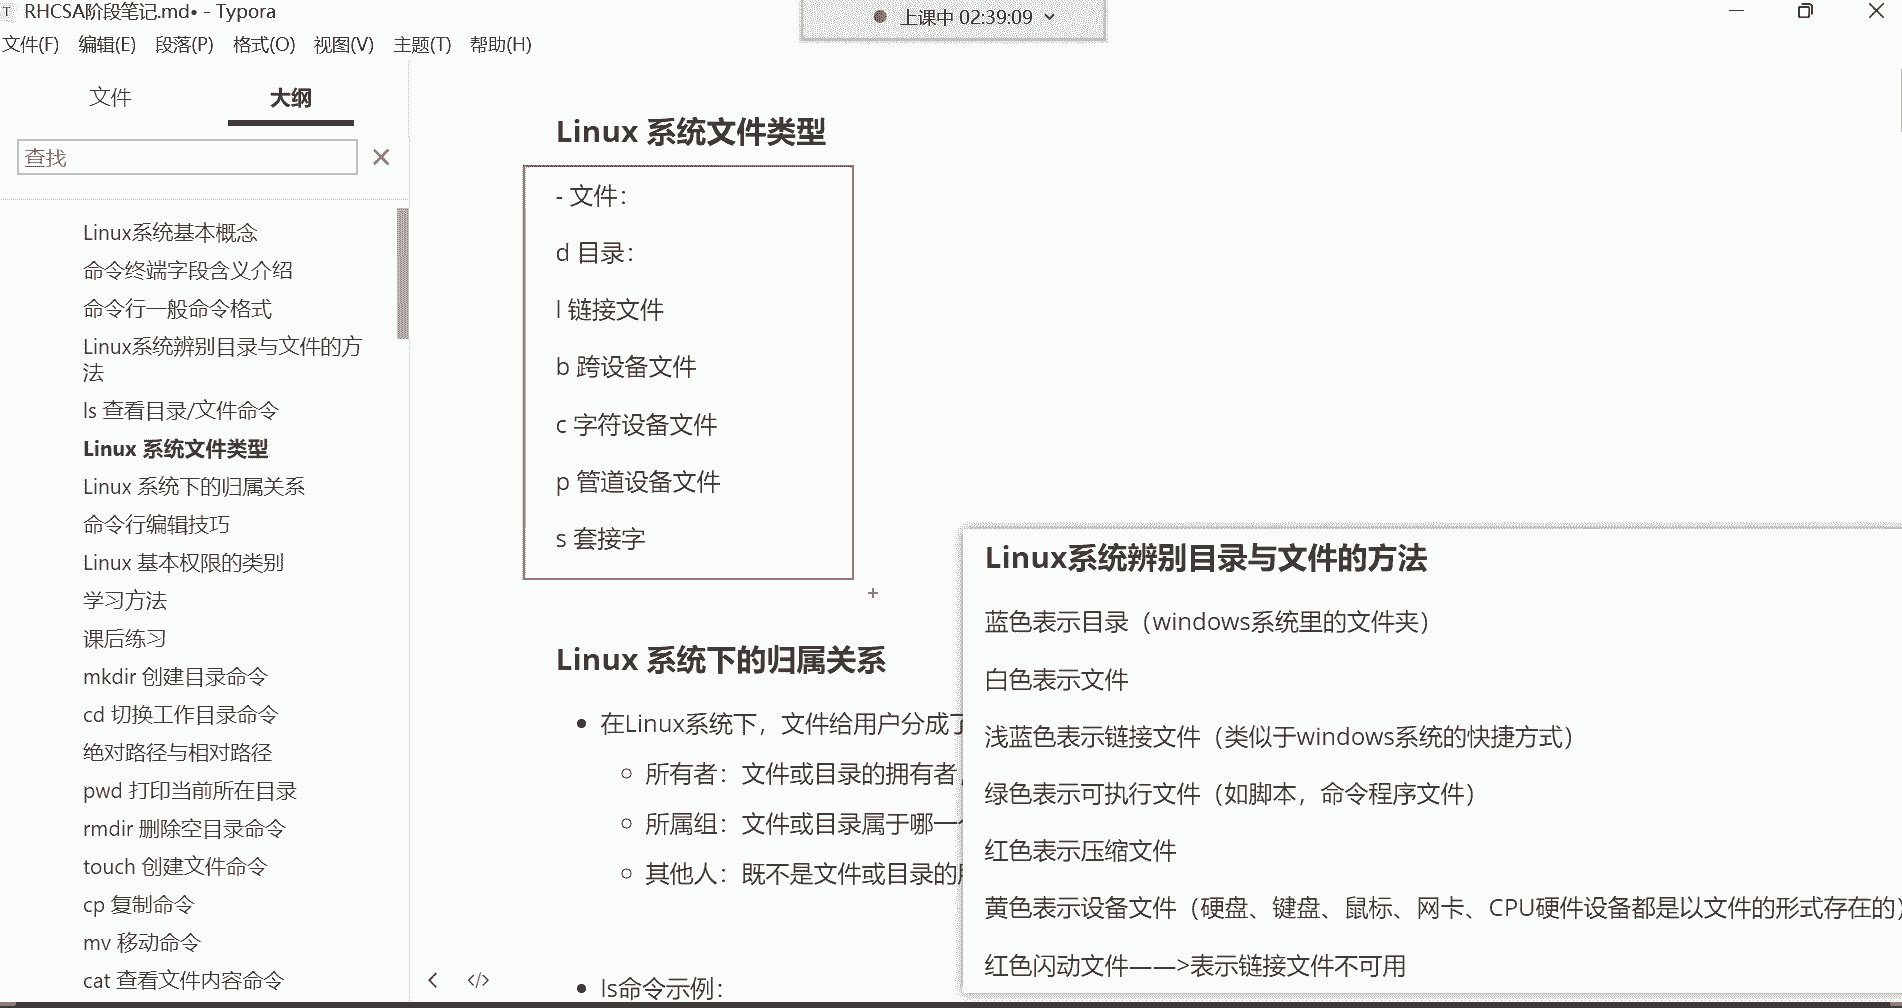 RHCSA阶段笔记.md• - Typora
上课中 02:39:09
文件(F) 编辑(E) 段落(P) 格式(O) 视图(V) 主题(T) 帮助(H)
文件 大纲
查找
Linux系统基本概念
命令终端字段含义介绍
命令行一般命令格式
Linux系统辨别目录与文件的方
法
ls 查看目录/文件命令
Linux 系统文件类型
Linux 系统下的归属关系
命令行编辑技巧
Linux 基本权限的类别
学习方法
课后练习
mkdir 创建目录命令
cd 切换工作目录命令
绝对路径与相对路径
pwd 打印当前所在目录
rmdir 删除空目录命令
touch 创建文件命令
cp 复制命令
mv 移动命令
cat 查看文件内容命令
Linux 系统文件类型
- 文件：
d 目录：
l 链接文件
b 跨设备文件
c 字符设备文件
p 管道设备文件
s 套接字
Linux 系统下的归属关系
• 在Linux系统下，文件给用户分成了
◦ 所有者：文件或目录的拥有者，
◦ 所属组：文件或目录属于哪一
◦ 其他人：既不是文件或目录的
• ls命令示例：
Linux系统辨别目录与文件的方法
蓝色表示目录（windows系统里的文件夹）
白色表示文件
浅蓝色表示链接文件（类似于windows系统的快捷方式）
绿色表示可执行文件（如脚本，命令程序文件）
红色表示压缩文件
黄色表示设备文件（硬盘、键盘、鼠标、网卡、CPU硬件设备都是以文件的形式存在的）
红色闪动文件——>表示链接文件不可用